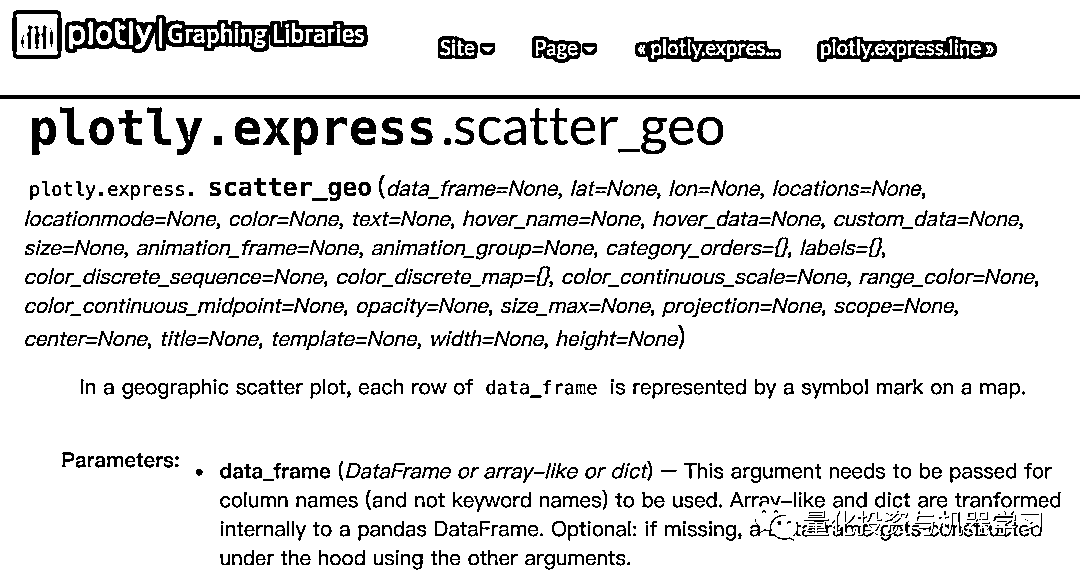 plotly | Graphing Libraries
Site Page « plotly.expres... plotly.express.line »
plotly.express.scatter_geo
plotly.express. scatter_geo(data_frame=None, lat=None, lon=None, locations=None,
locationmode=None, color=None, text=None, hover_name=None, hover_data=None, custom_data=None,
size=None, animation_frame=None, animation_group=None, category_orders={}, labels={},
color_discrete_sequence=None, color_discrete_map={}, color_continuous_scale=None, range_color=None,
color_continuous_midpoint=None, opacity=None, size_max=None, projection=None, scope=None,
center=None, title=None, template=None, width=None, height=None)
In a geographic scatter plot, each row of data_frame is represented by a symbol mark on a map.
Parameters:
• data_frame (DataFrame or array-like or dict) – This argument needs to be passed for
column names (and not keyword names) to be used. Array-like and dict are tranformed
internally to a pandas DataFrame. Optional: if missing, a gets constructed
under the hood using the other arguments.
量化投资与机器学习